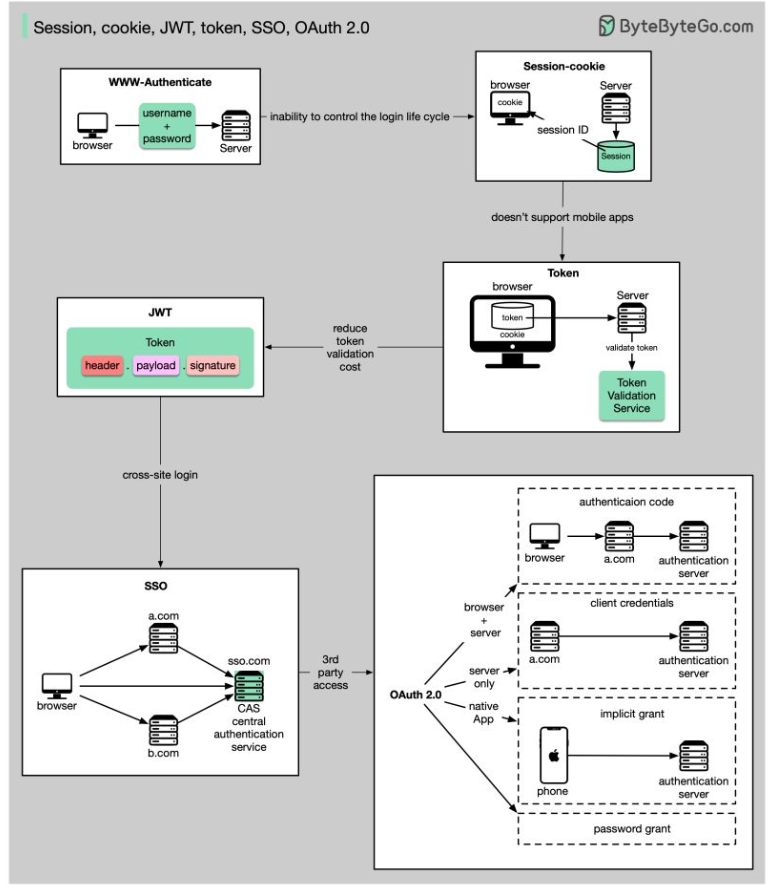 Session, cookie, JWT, token, SSO, OAuth 2.0
ByteByteGo.com
WWW-Authenticate
browser
username
+
password
Server
inability to control the login life cycle
Session-cookie
browser
cookie
Server
session ID
Session
doesn't support mobile apps
Token
browser
token
cookie
Server
validate token
Token
Validation
Service
reduce
token
validation
cost
JWT
Token
header . payload . signature
cross-site login
SSO
a.com
browser
sso.com
CAS
central
authentication
service
b.com
3rd
party
access
OAuth 2.0
browser
+
server
server
only
native
App
authenticaion code
browser
a.com
authentication
server
client credentials
a.com
authentication
server
implicit grant
phone
authentication
server
password grant